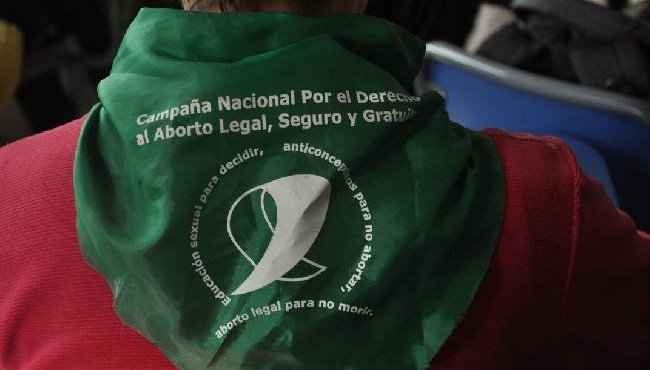 Campaña Nacional Por el Derecho
al Aborto Legal, Seguro y Gratuito
educación sexual para decidir, anticonceptivos para no abortar,
aborto legal para no morir.